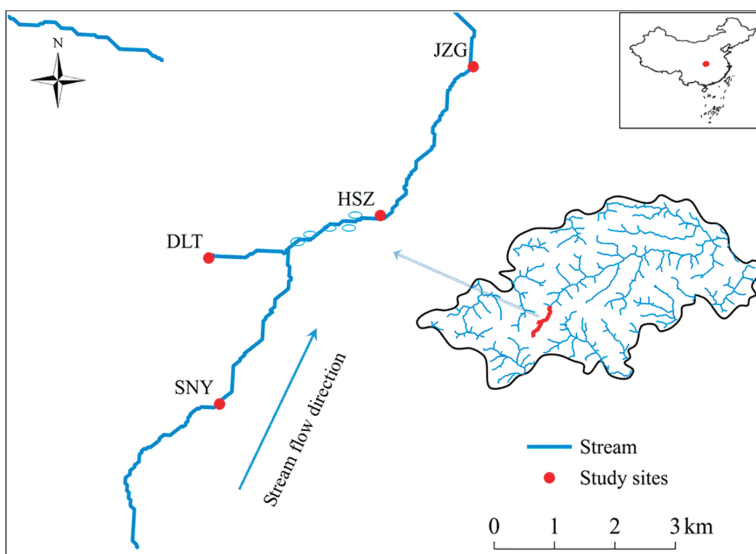 N
JZG
HSZ
DLT
SNY
Stream flow direction
Stream
Study sites
0 1 2 3 km